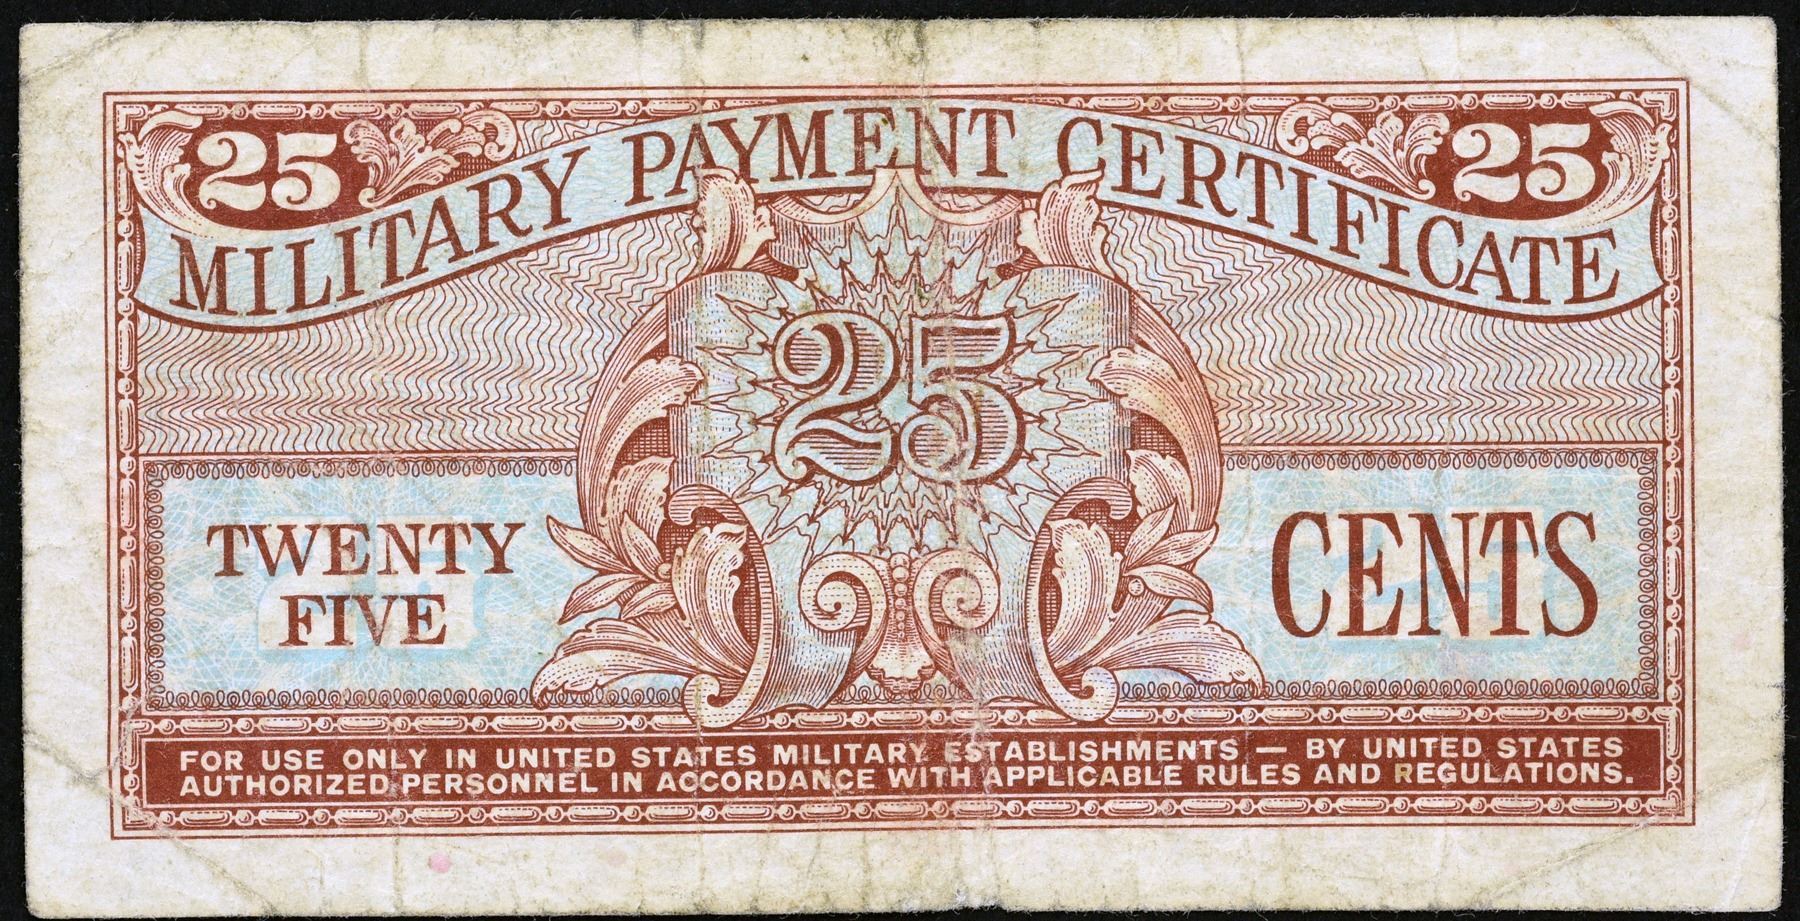 25 25
MILITARY PAYMENT CERTIFICATE
25
TWENTY
FIVE
CENTS
FOR USE ONLY IN UNITED STATES MILITARY ESTABLISHMENTS — BY UNITED STATES
AUTHORIZED PERSONNEL IN ACCORDANCE WITH APPLICABLE RULES AND REGULATIONS.